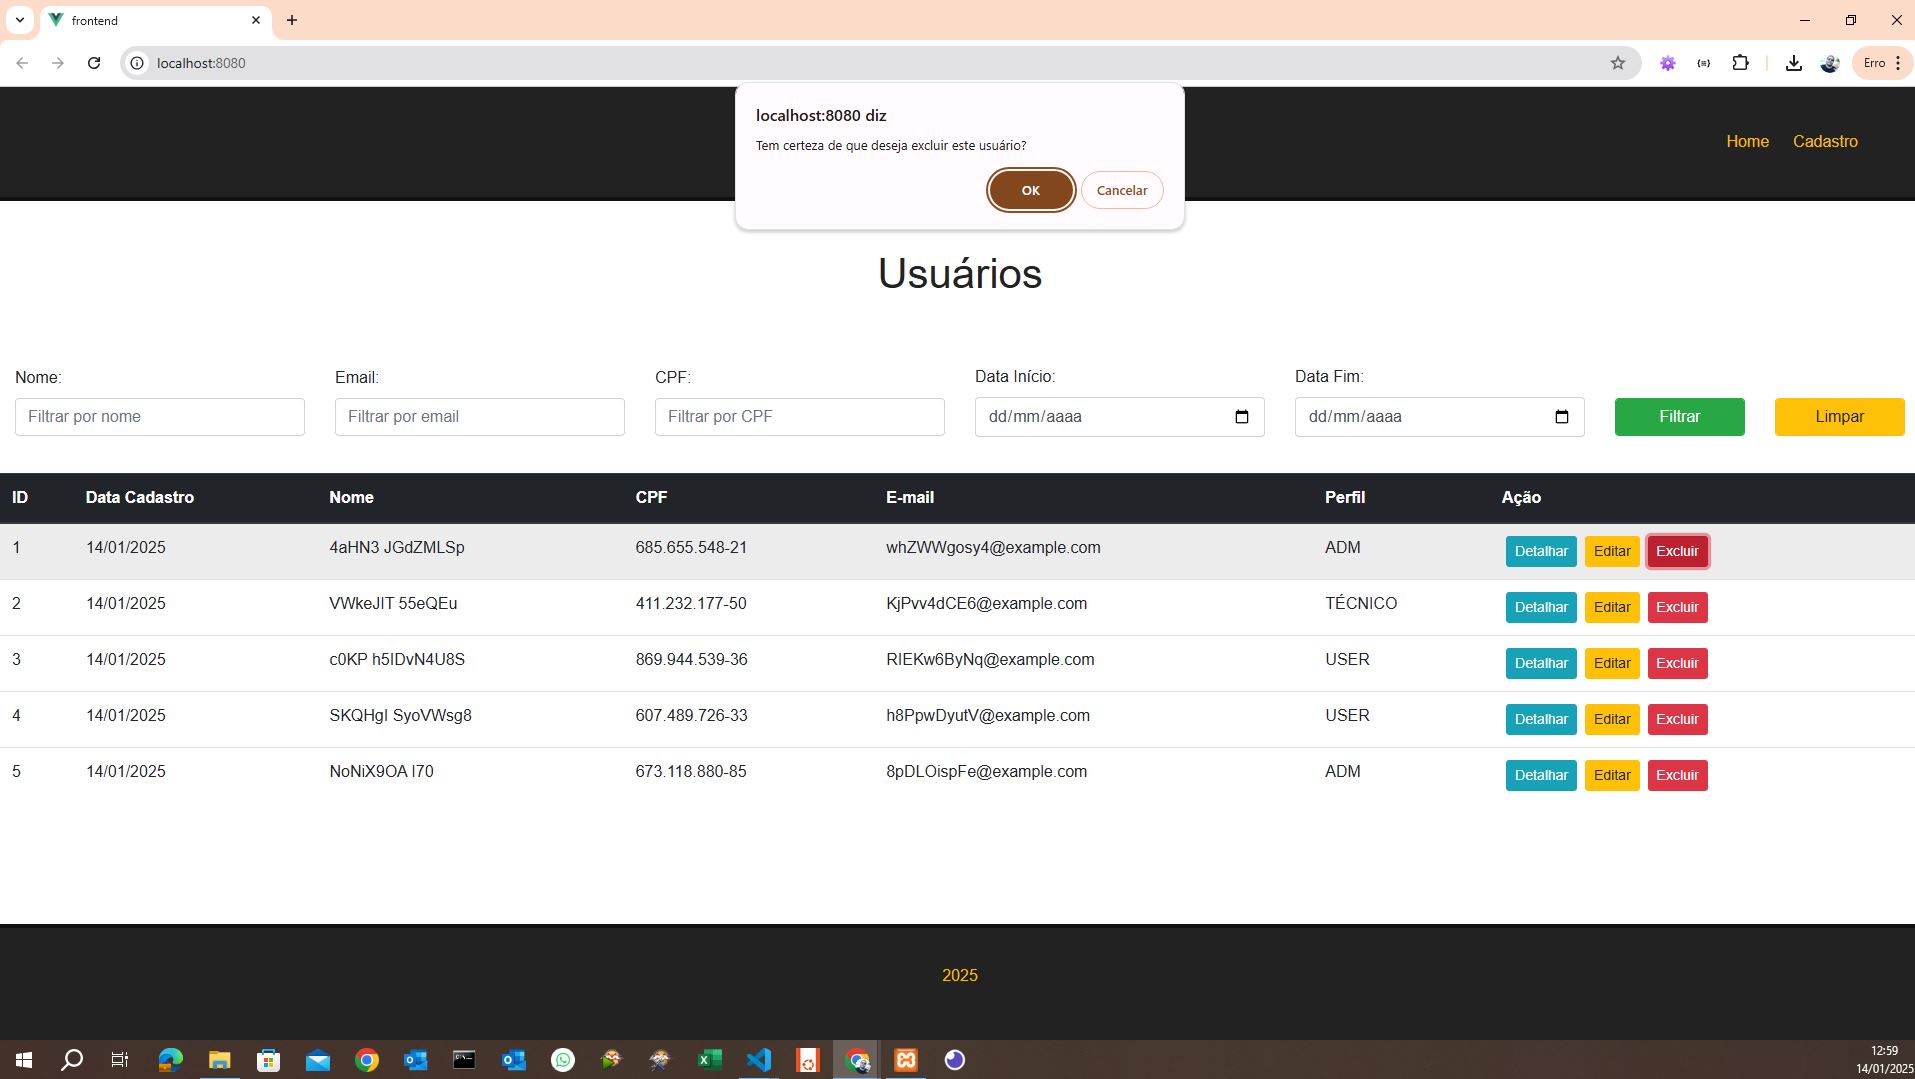 frontend
localhost:8080
Erro
localhost:8080 diz
Tem certeza de que deseja excluir este usuário?
OK Cancelar
Home Cadastro
Usuários
Nome: Email: CPF: Data Início: Data Fim:
Filtrar por nome Filtrar por email Filtrar por CPF dd/mm/aaaa dd/mm/aaaa Filtrar Limpar
ID Data Cadastro Nome CPF E-mail Perfil Ação
1 14/01/2025 4aHN3 JGdZMLSp 685.655.548-21 whZWWgosy4@example.com ADM Detalhar Editar Excluir
2 14/01/2025 VWkeJIT 55eQEu 411.232.177-50 KjPvv4dCE6@example.com TÉCNICO Detalhar Editar Excluir
3 14/01/2025 c0KP h5IDvN4U8S 869.944.539-36 RIEKw6ByNq@example.com USER Detalhar Editar Excluir
4 14/01/2025 SKQHgI SyoVWsg8 607.489.726-33 h8PpwDyutV@example.com USER Detalhar Editar Excluir
5 14/01/2025 NoNiX9OA I70 673.118.880-85 8pDLOispFe@example.com ADM Detalhar Editar Excluir
2025
12:59
14/01/2025